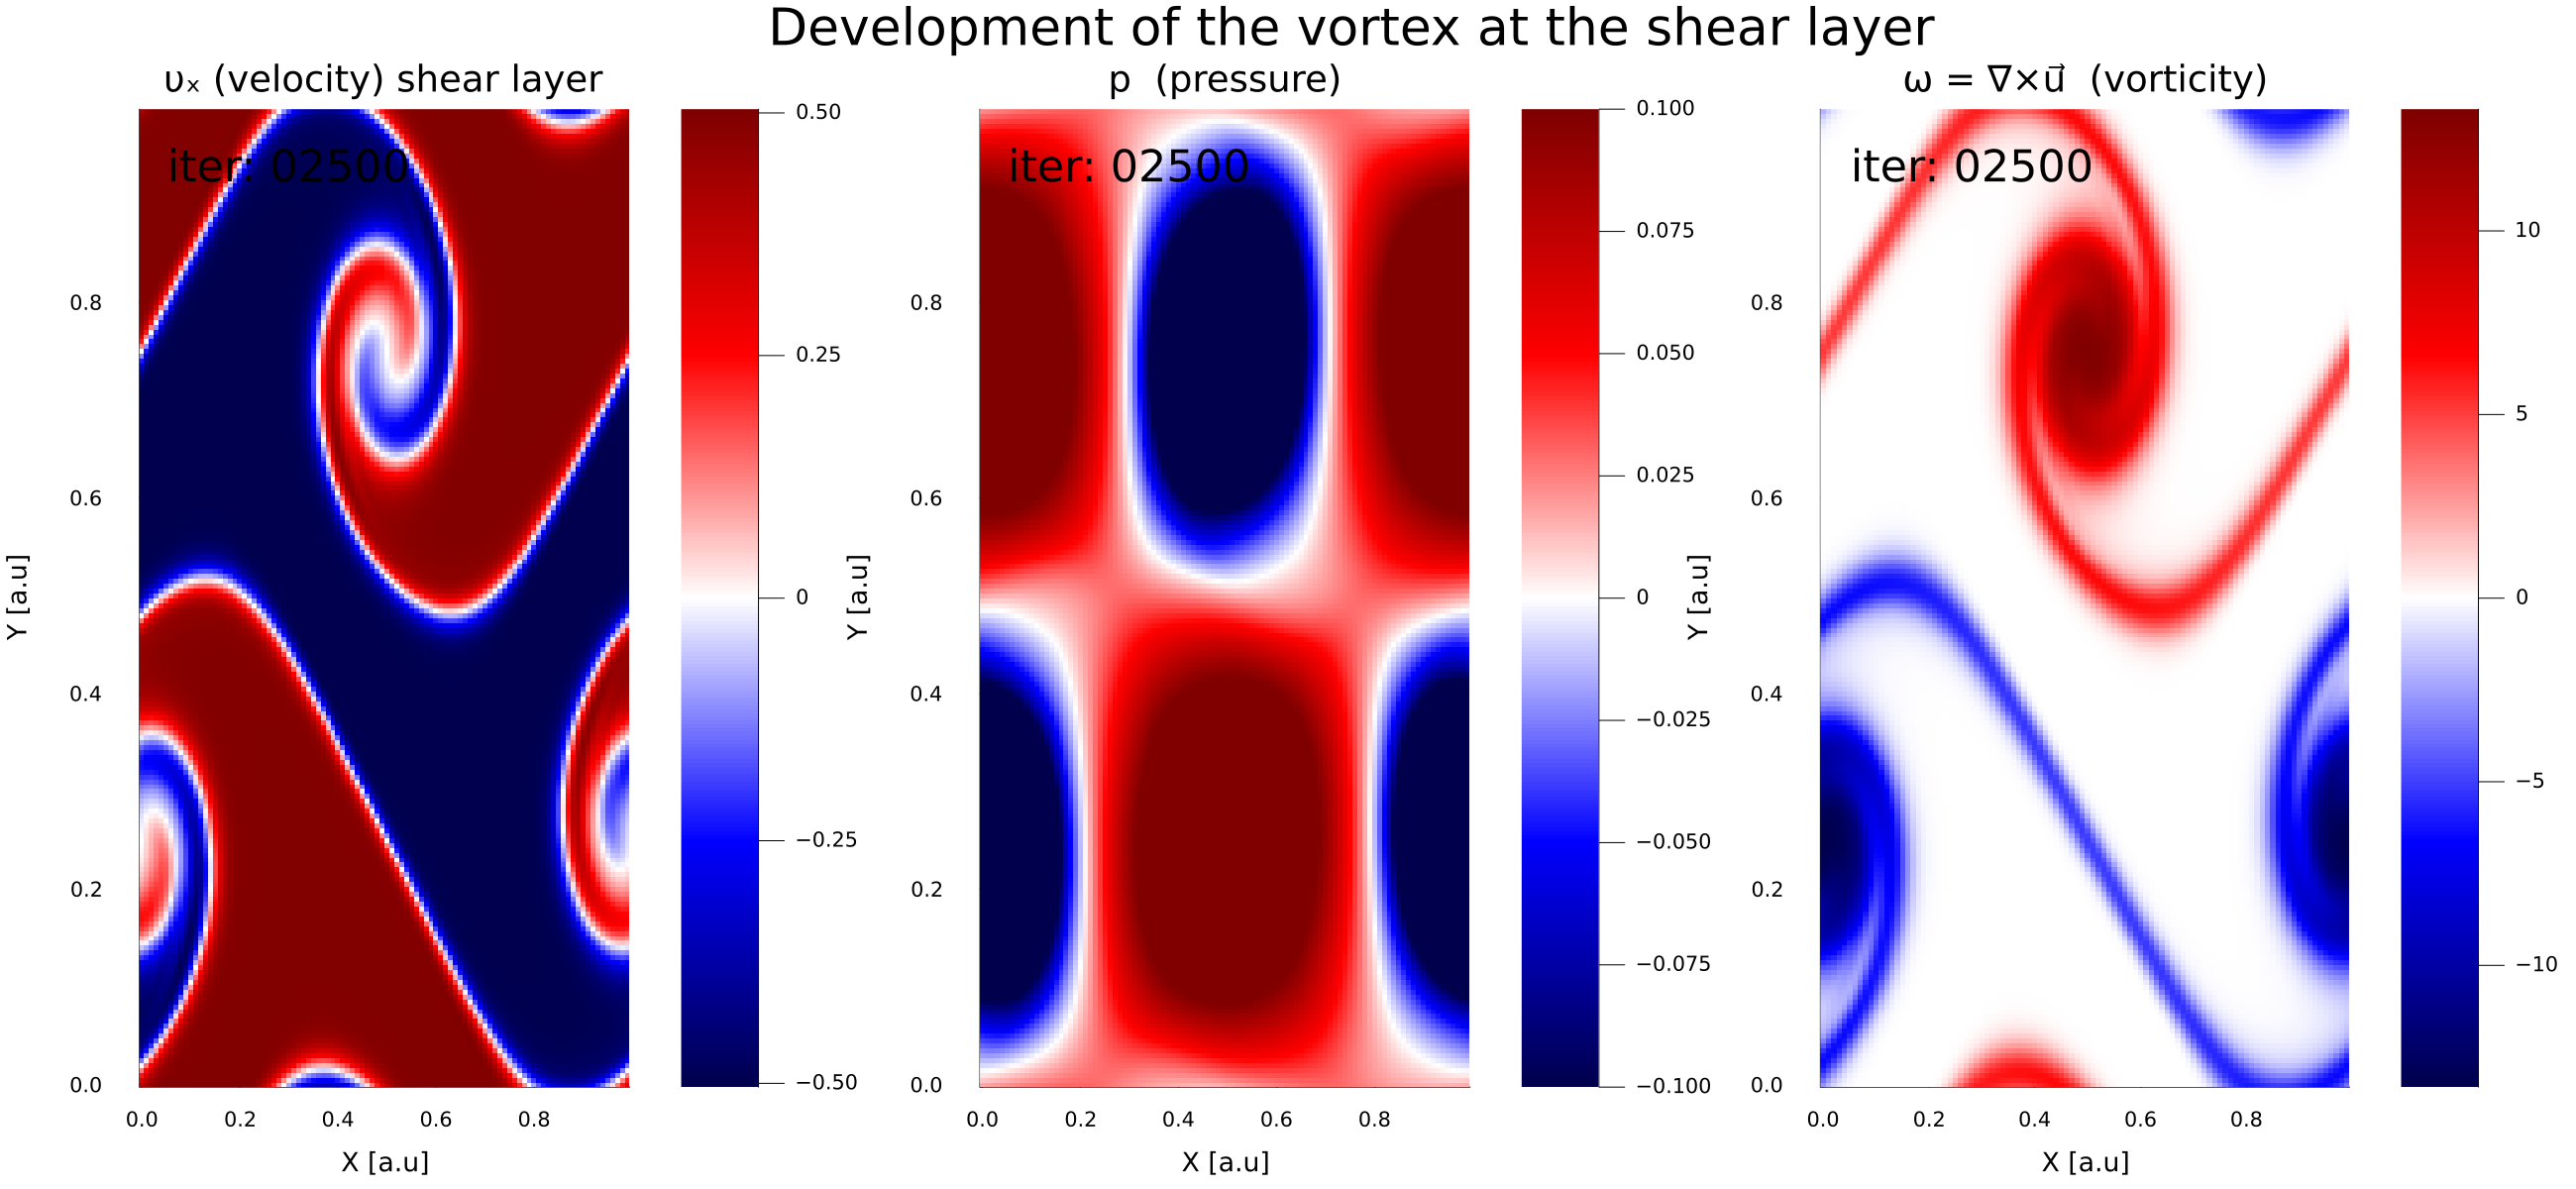 Development of the vortex at the shear layer
υₓ (velocity) shear layer
p (pressure)
ω = ∇×u⃗ (vorticity)
iter: 02500
iter: 02500
iter: 02500
Y [a.u]
0.8
0.6
0.4
0.2
0.0
0.0 0.2 0.4 0.6 0.8
X [a.u]
0.50
0.25
0
−0.25
−0.50
Y [a.u]
0.8
0.6
0.4
0.2
0.0
0.0 0.2 0.4 0.6 0.8
X [a.u]
0.100
0.075
0.050
0.025
0
−0.025
−0.050
−0.075
−0.100
Y [a.u]
0.8
0.6
0.4
0.2
0.0
0.0 0.2 0.4 0.6 0.8
X [a.u]
10
5
0
−5
−10